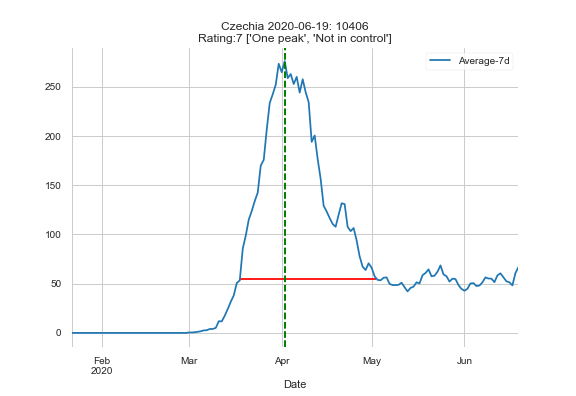 Czechia 2020-06-19: 10406
Rating:7 ['One peak', 'Not in control']
Average-7d
250
200
150
100
50
0
Feb
2020
Mar
Apr
May
Jun
Date